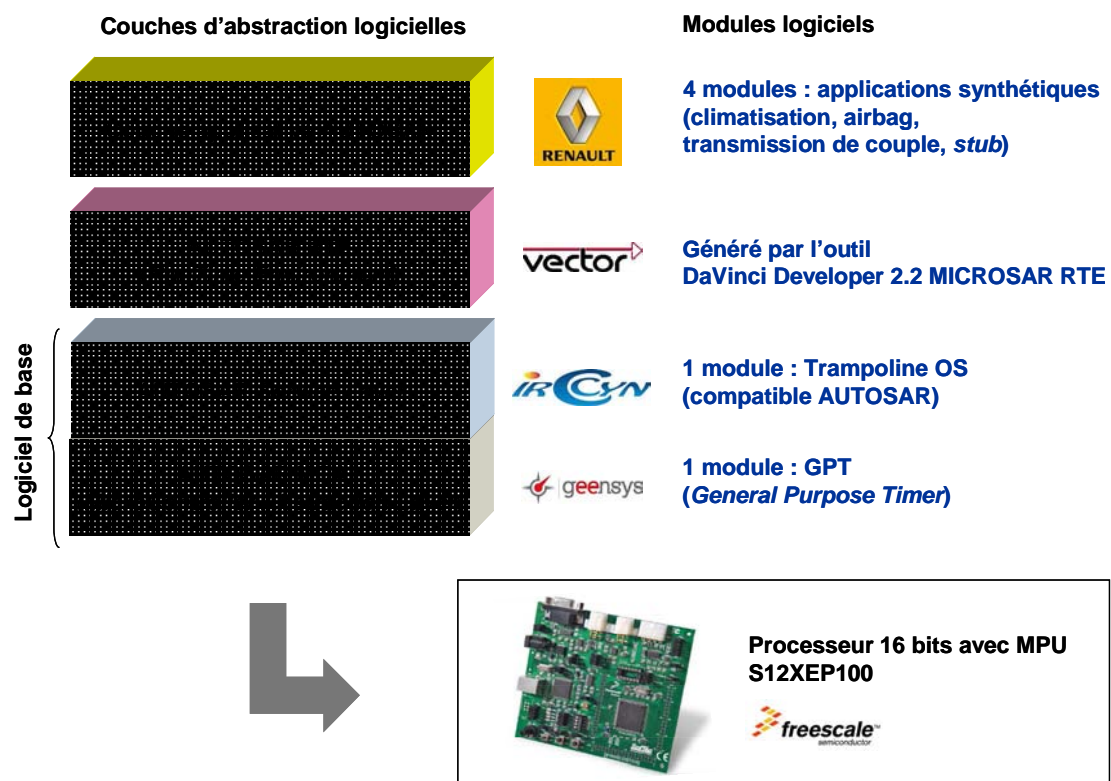 Couches d'abstraction logicielles
Modules logiciels
RENAULT
4 modules : applications synthétiques
(climatisation, airbag,
transmission de couple, stub)
vector
Généré par l'outil
DaVinci Developer 2.2 MICROSAR RTE
Logiciel de base
IRCCyN
1 module : Trampoline OS
(compatible AUTOSAR)
geensys
1 module : GPT
(General Purpose Timer)
Processeur 16 bits avec MPU
S12XEP100
freescale™
semiconductor